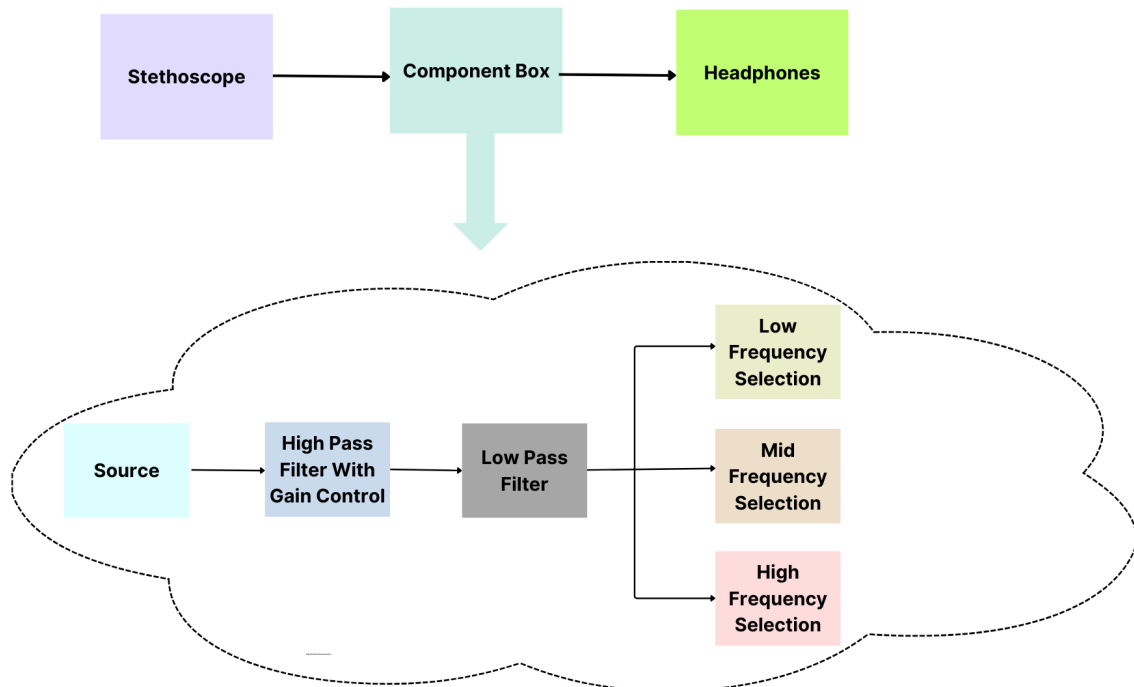 Stethoscope
Component Box
Headphones
Low
Frequency
Selection
Source
High Pass
Filter With
Gain Control
Low Pass
Filter
Mid
Frequency
Selection
High
Frequency
Selection